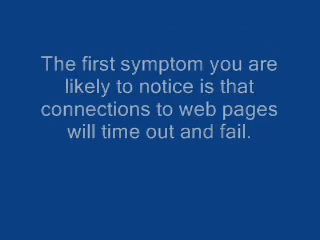 The first symptom you are
likely to notice is that
connections to web pages
will time out and fail.